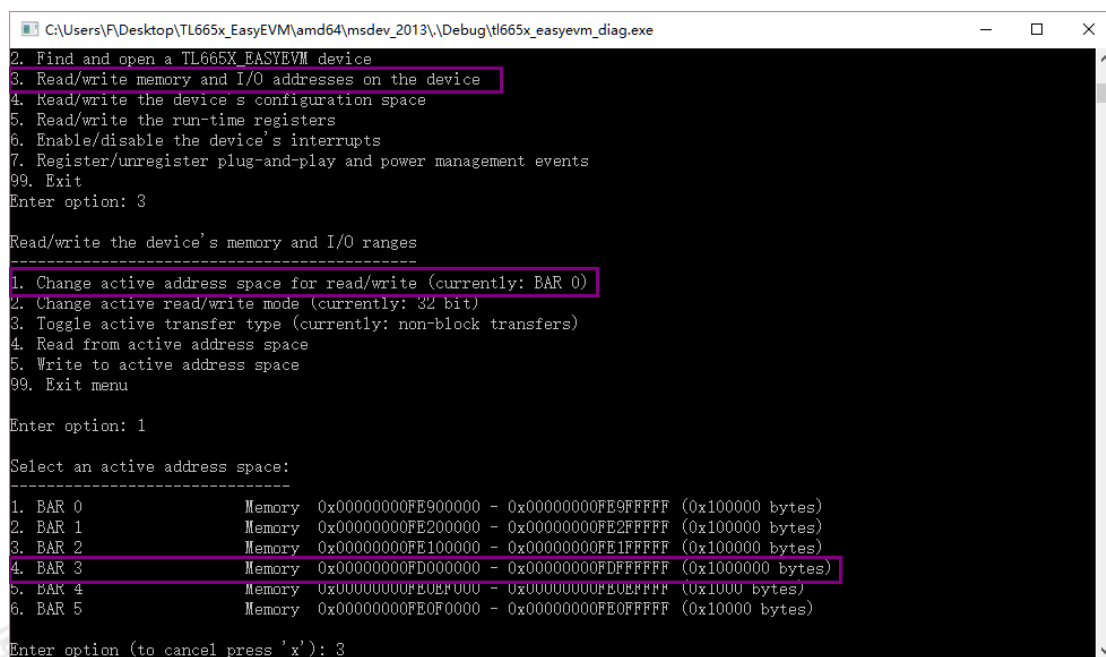 C:\Users\F\Desktop\TL665x_EasyEVM\amd64\msdev_2013\.\Debug\tl665x_easyevm_diag.exe
2. Find and open a TL665X_EASYEVM device
3. Read/write memory and I/O addresses on the device
4. Read/write the device's configuration space
5. Read/write the run-time registers
6. Enable/disable the device's interrupts
7. Register/unregister plug-and-play and power management events
99. Exit
Enter option: 3
Read/write the device's memory and I/O ranges
---------------------------------------------
1. Change active address space for read/write (currently: BAR 0)
2. Change active read/write mode (currently: 32 bit)
3. Toggle active transfer type (currently: non-block transfers)
4. Read from active address space
5. Write to active address space
99. Exit menu
Enter option: 1
Select an active address space:
-------------------------------
1. BAR 0 Memory 0x00000000FE900000 - 0x00000000FE9FFFFF (0x100000 bytes)
2. BAR 1 Memory 0x00000000FE200000 - 0x00000000FE2FFFFF (0x100000 bytes)
3. BAR 2 Memory 0x00000000FE100000 - 0x00000000FE1FFFFF (0x100000 bytes)
4. BAR 3 Memory 0x00000000FD000000 - 0x00000000FDFFFFFF (0x1000000 bytes)
5. BAR 4 Memory 0x00000000FE0EF000 - 0x00000000FE0EFFFF (0x1000 bytes)
6. BAR 5 Memory 0x00000000FE0F0000 - 0x00000000FE0FFFFF (0x10000 bytes)
Enter option (to cancel press 'x'): 3